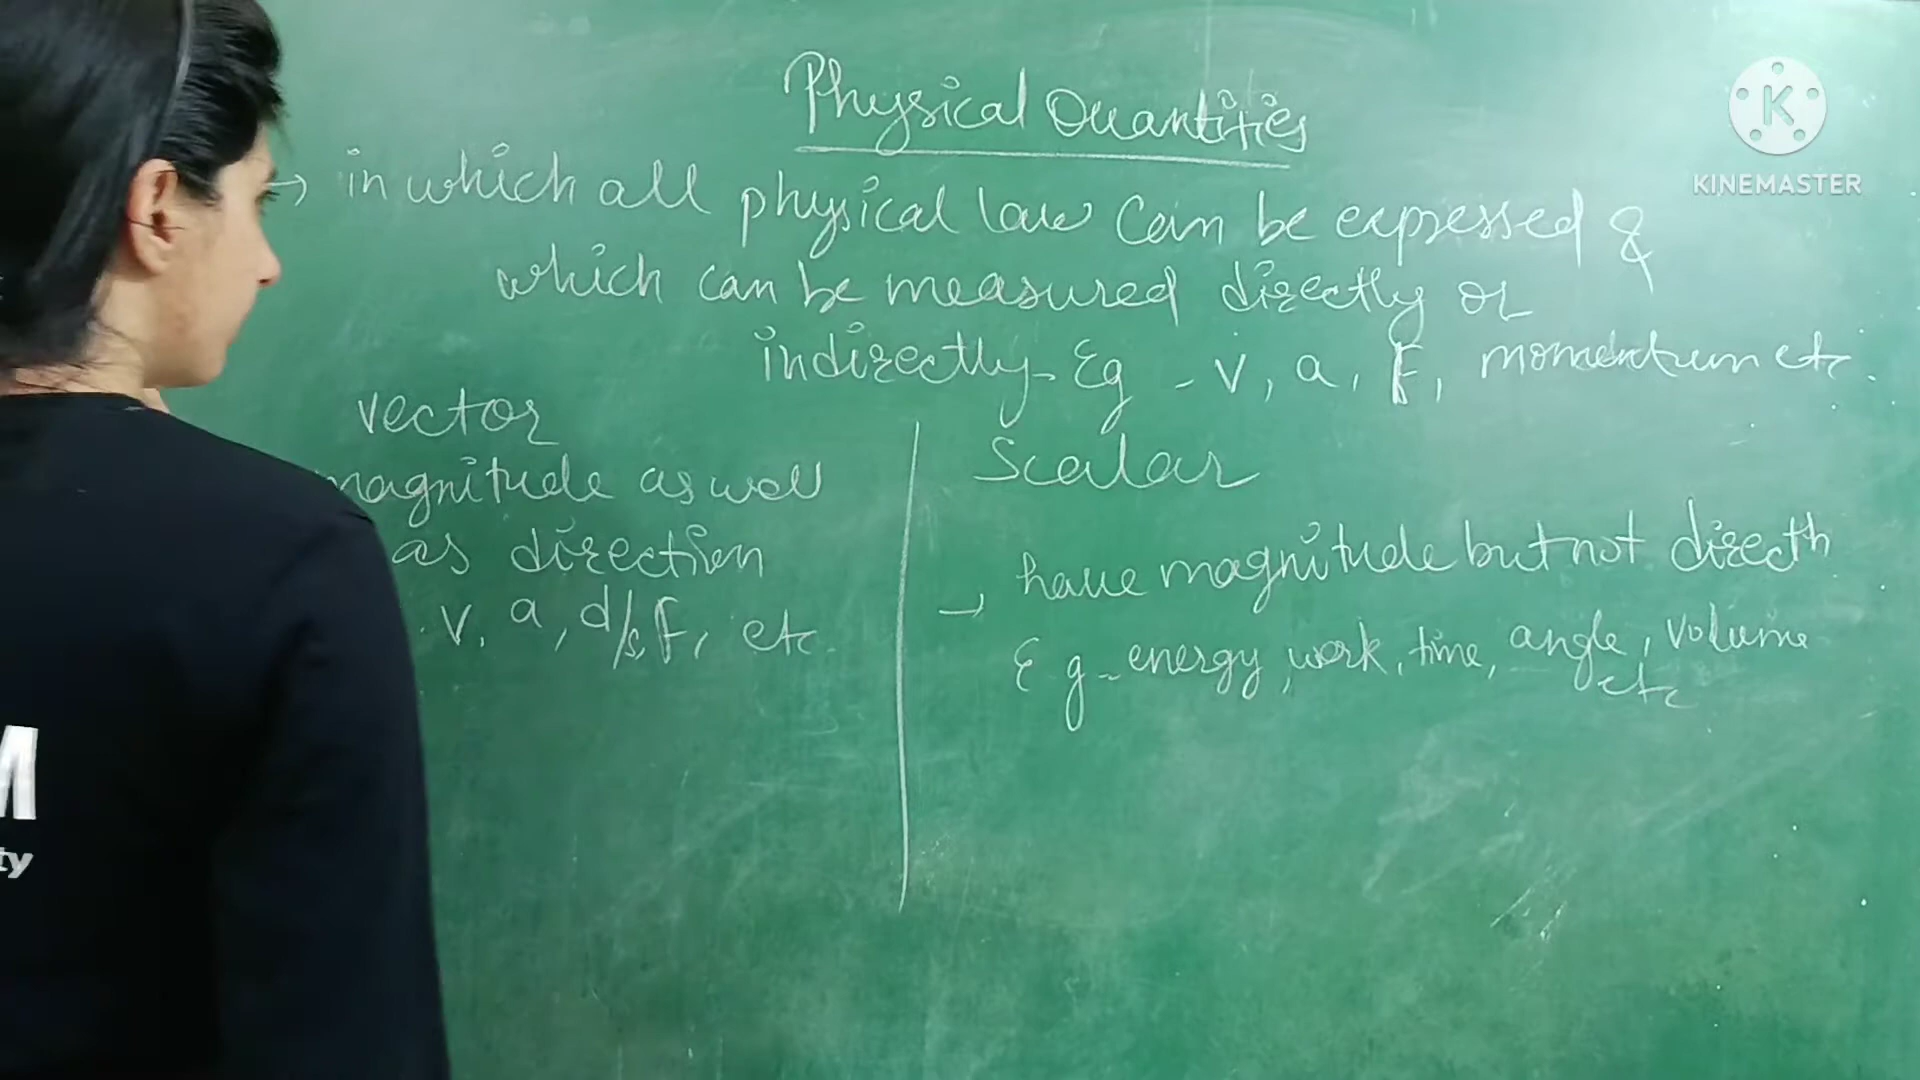 Physical Quantities
→ in which all physical law can be expressed &
which can be measured directly or
indirectly - Eg - v, a, F, momentum etc.
vector
magnitude as well
as direction
v, a, d/s, F, etc.
Scalar
→ have magnitude but not directn
Eg - energy, work, time, angle, volume
etc
K
KINEMASTER
M
ty